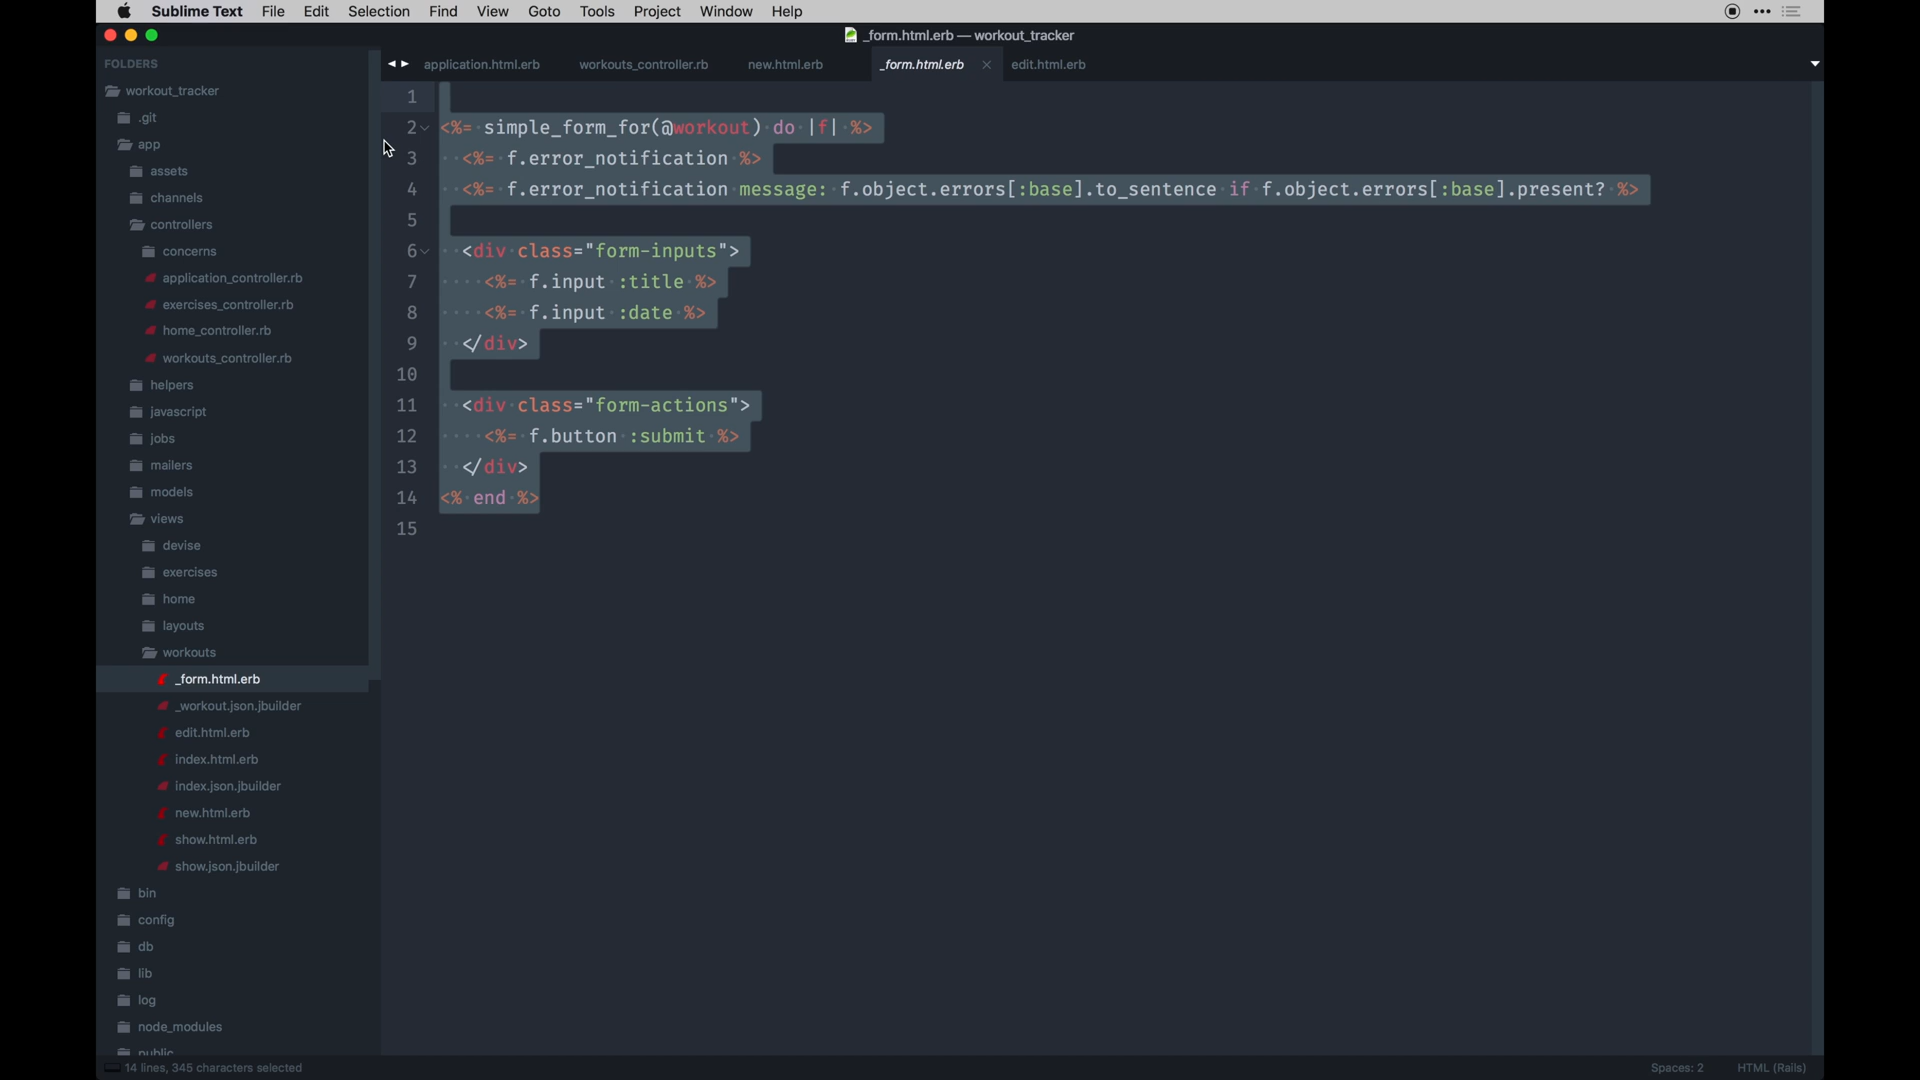 Sublime Text File Edit Selection Find View Goto Tools Project Window Help
_form.html.erb — workout_tracker
FOLDERS
workout_tracker
.git
app
assets
channels
controllers
concerns
application_controller.rb
exercises_controller.rb
home_controller.rb
workouts_controller.rb
helpers
javascript
jobs
mailers
models
views
devise
exercises
home
layouts
workouts
_form.html.erb
_workout.json.jbuilder
edit.html.erb
index.html.erb
index.json.jbuilder
new.html.erb
show.html.erb
show.json.jbuilder
bin
config
db
lib
log
node_modules
public
application.html.erb workouts_controller.rb new.html.erb _form.html.erb edit.html.erb
1
2 <%= simple_form_for(@workout) do |f| %>
3 <%= f.error_notification %>
4 <%= f.error_notification message: f.object.errors[:base].to_sentence if f.object.errors[:base].present? %>
5
6 <div class="form-inputs">
7 <%= f.input :title %>
8 <%= f.input :date %>
9 </div>
10
11 <div class="form-actions">
12 <%= f.button :submit %>
13 </div>
14 <% end %>
15
14 lines, 345 characters selected Spaces: 2 HTML (Rails)